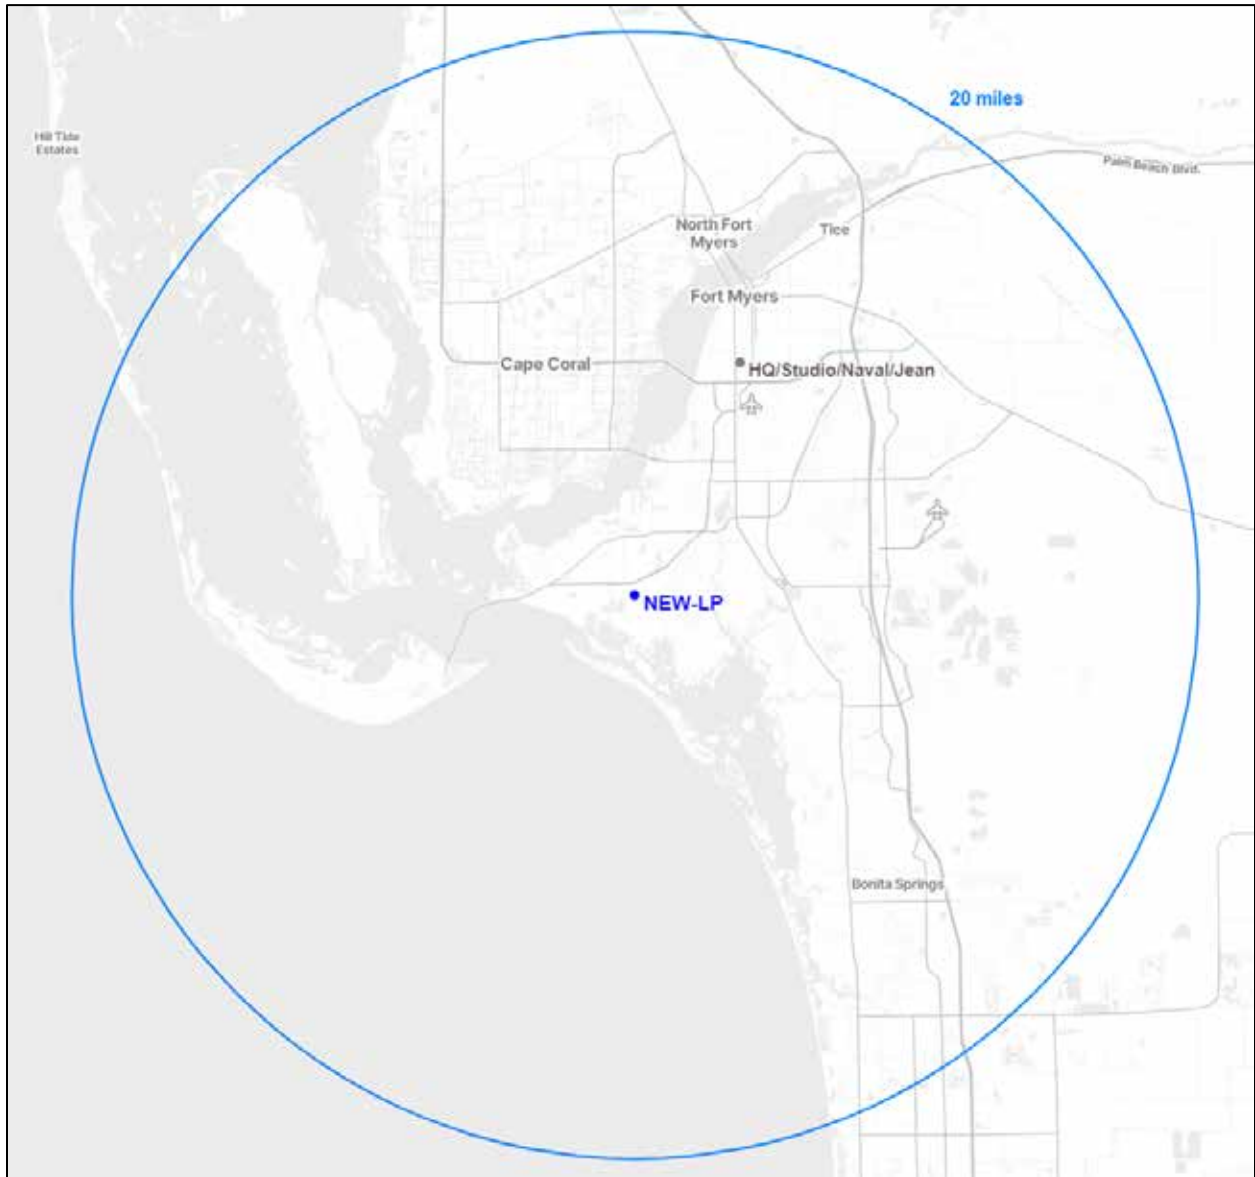 20 miles
Hill Tide
Estates
Palm Beach Blvd.
North Fort
Myers
Tice
Fort Myers
Cape Coral
HQ/Studio/Naval/Jean
NEW-LP
Bonita Springs